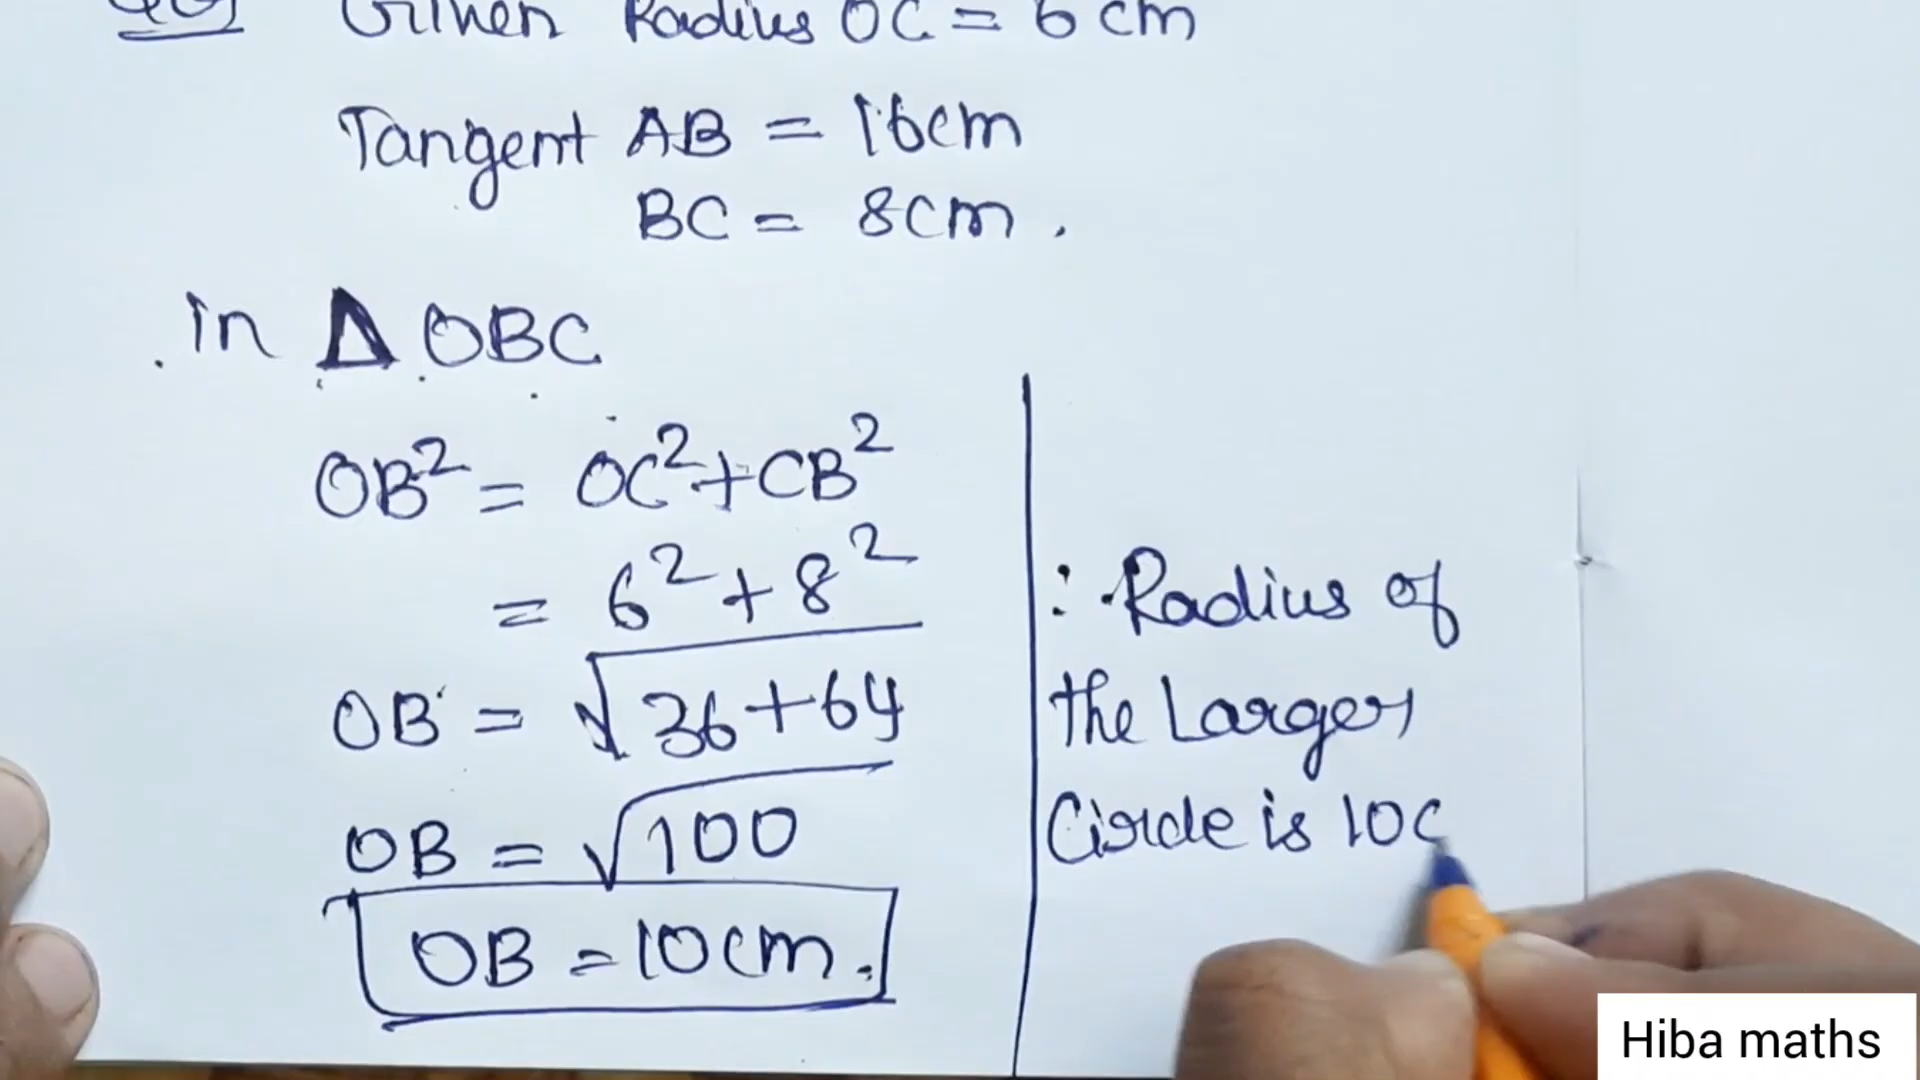 Given Radius OC = 6 cm
Tangent AB = 16cm
BC = 8cm.
in Δ OBC
OB² = OC²+CB²
= 6²+8²
OB = √36+64
OB = √100
OB = 10cm.
∴ Radius of
the Larger
Circle is 10c
Hiba maths